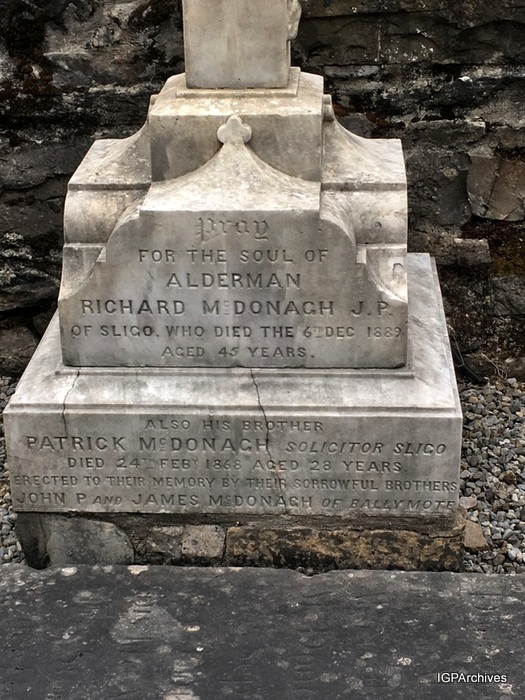 Pray
FOR THE SOUL OF
ALDERMAN
RICHARD McDONAGH J.P.
OF SLIGO. WHO DIED THE 6TH DEC 1889
AGED 45 YEARS.
ALSO HIS BROTHER
PATRICK McDONAGH SOLICITOR SLIGO
DIED 24TH FEBY 1868 AGED 28 YEARS.
ERECTED TO THEIR MEMORY BY THEIR SORROWFUL BROTHERS
JOHN P. AND JAMES McDONAGH OF BALLYMOTE
IGPArchives